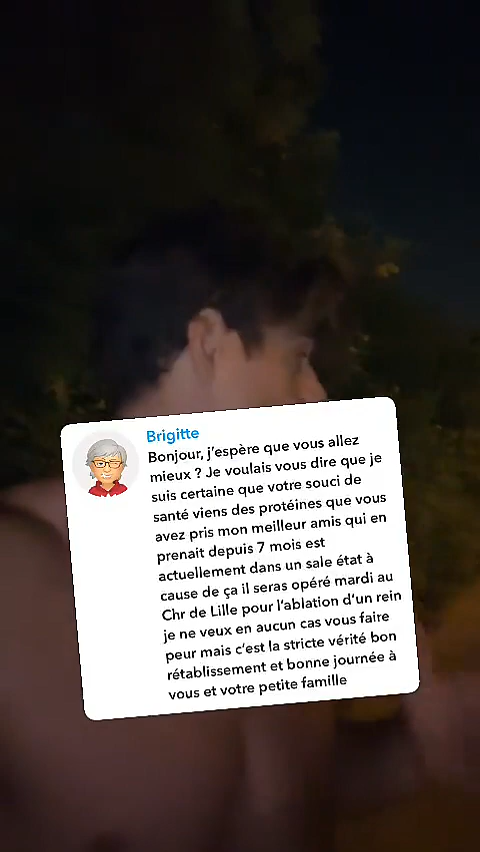 Brigitte
Bonjour, j'espère que vous allez
mieux ? Je voulais vous dire que je
suis certaine que votre souci de
santé viens des protéines que vous
avez pris mon meilleur amis qui en
prenait depuis 7 mois est
actuellement dans un sale état à
cause de ça il seras opéré mardi au
Chr de Lille pour l'ablation d'un rein
je ne veux en aucun cas vous faire
peur mais c'est la stricte vérité bon
rétablissement et bonne journée à
vous et votre petite famille